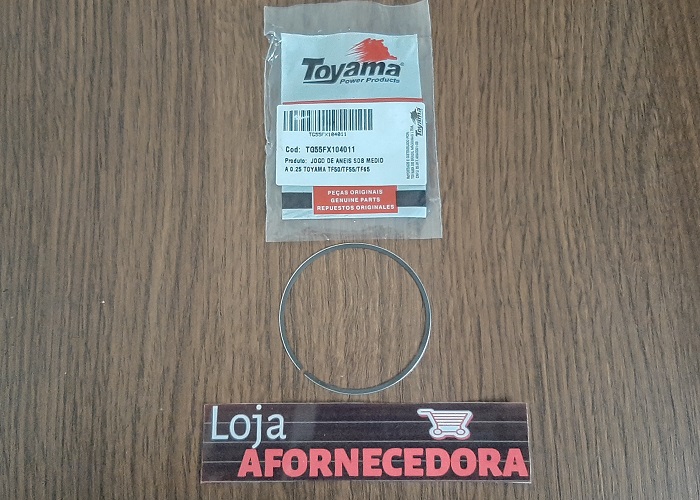 Toyama
Power Products
TG55FX104011
Cod: TG55FX104011
Produto: JOGO DE ANEIS SOB MEDIO
A 0.25 TOYAMA TF50/TF55/TF65
Toyama
PEÇAS ORIGINAIS
GENUINE PARTS
REPUESTOS ORIGINALES
Loja
AFORNECEDORA